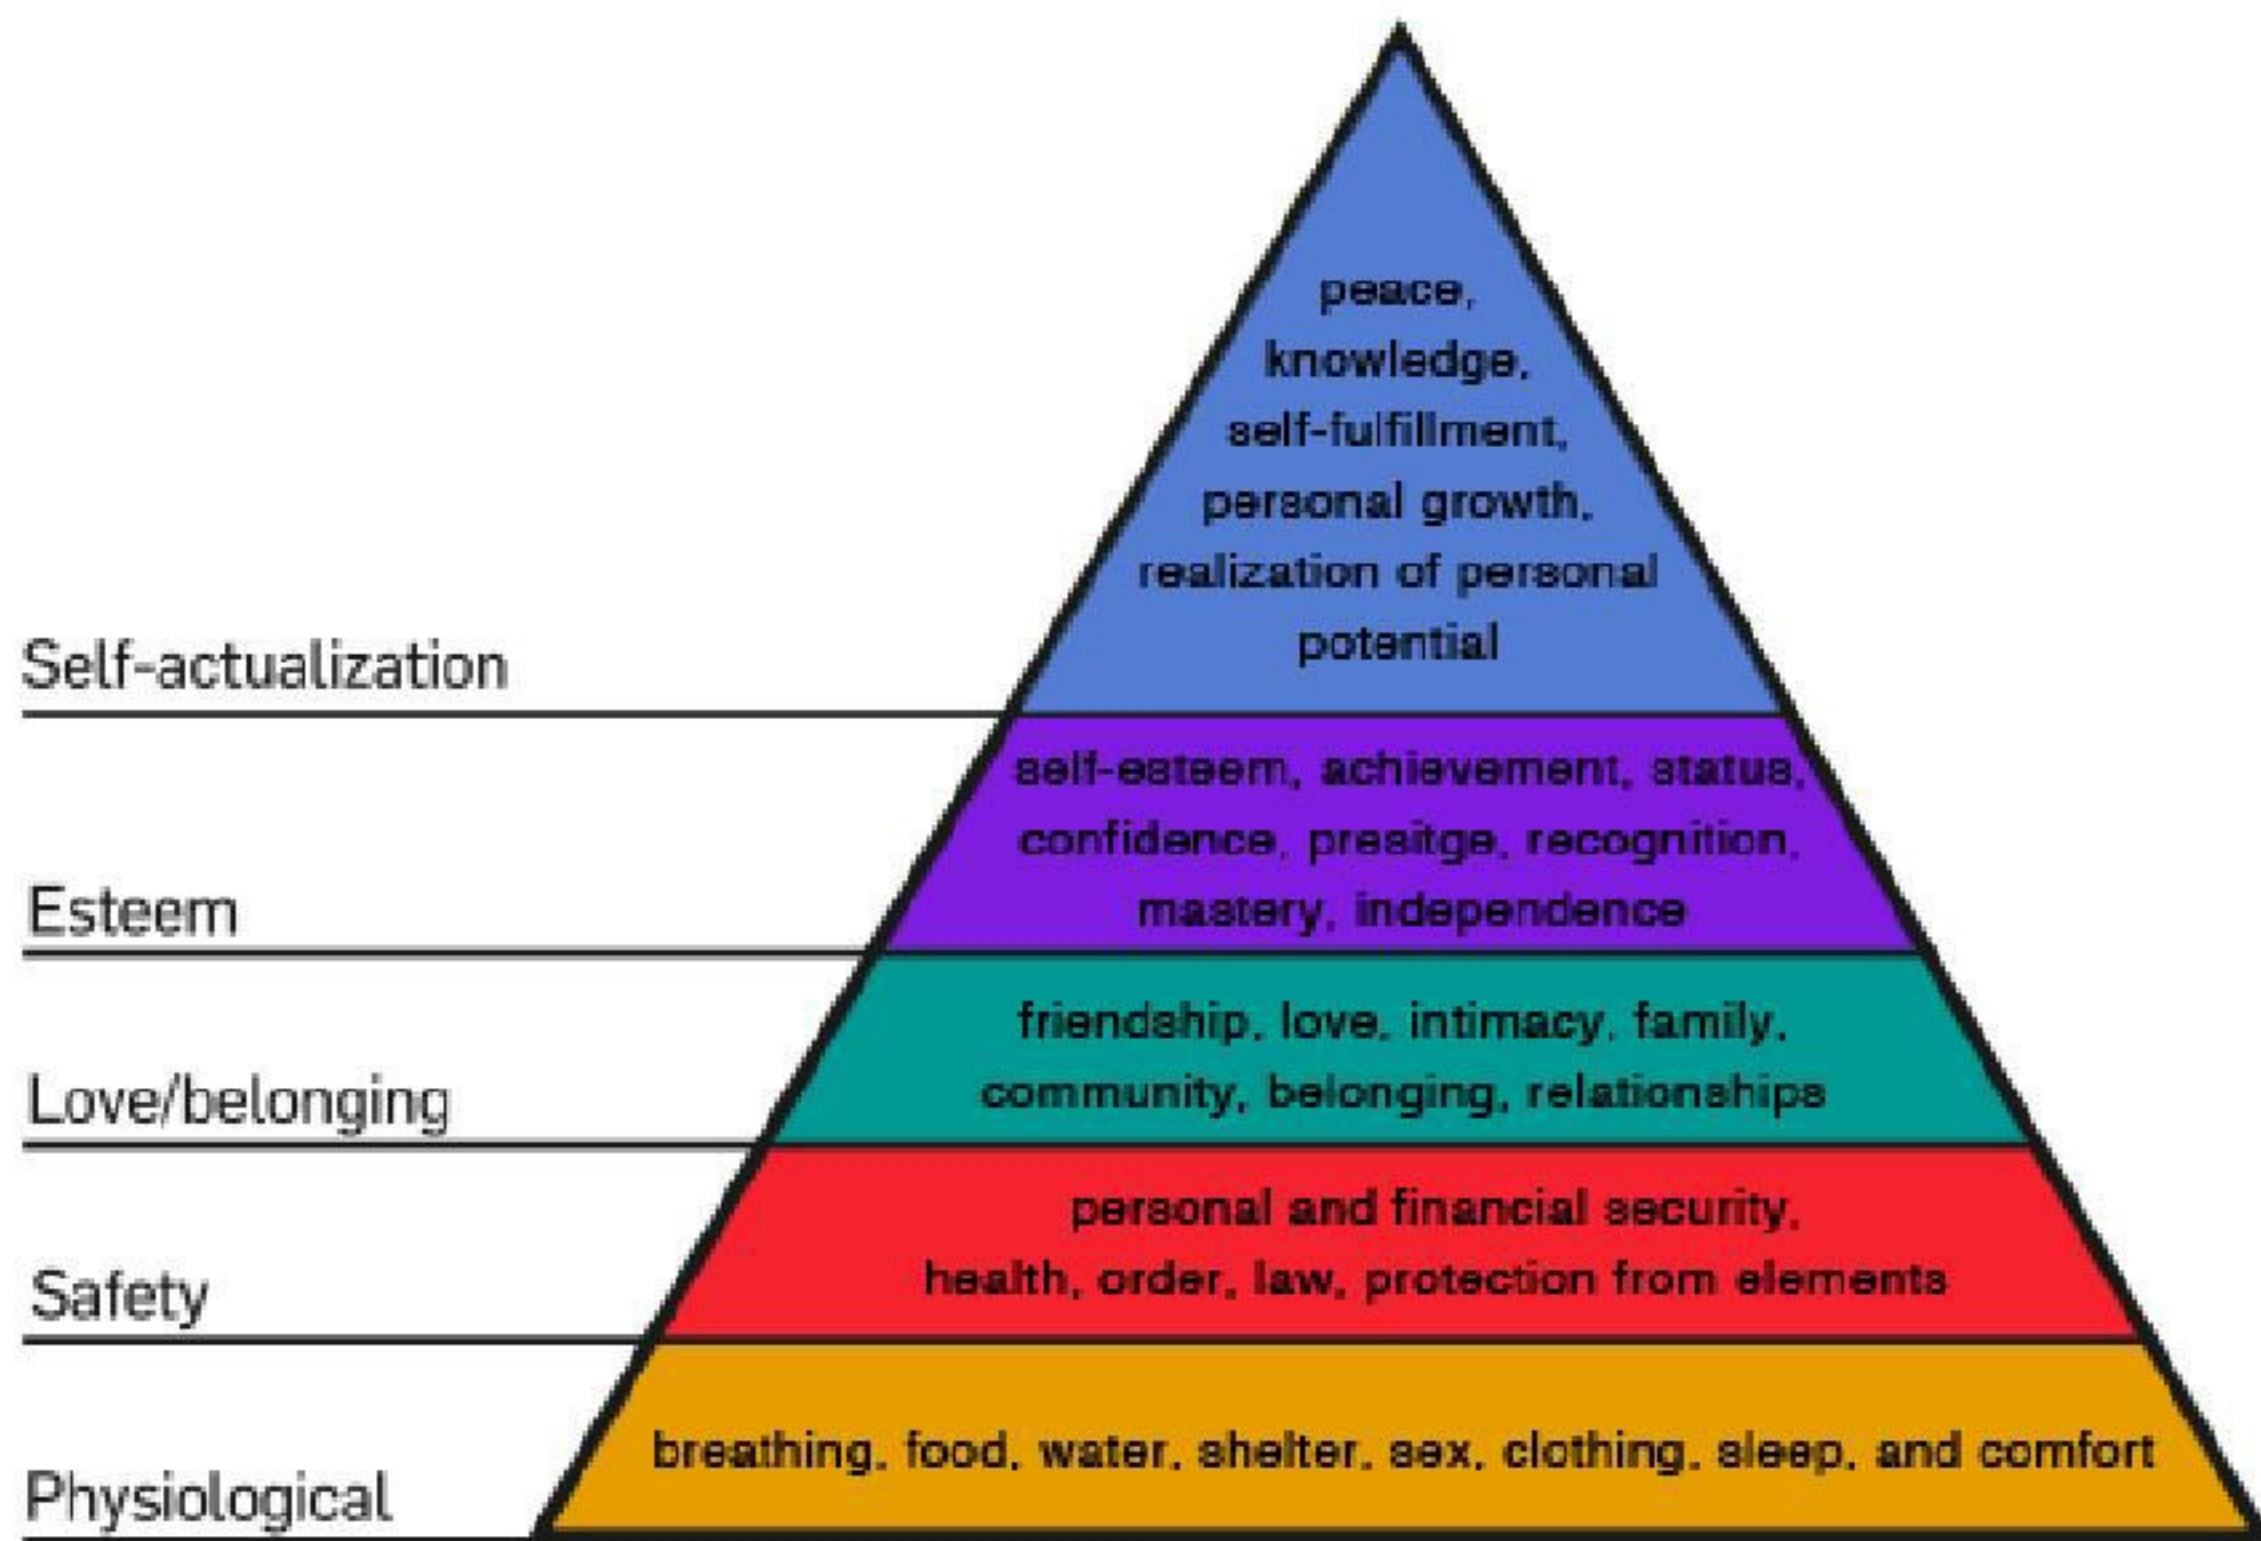 peace,
knowledge,
self-fulfillment,
personal growth,
realization of personal
potential
Self-actualization
self-esteem, achievement, status,
confidence, presitge, recognition,
mastery, independence
Esteem
friendship, love, intimacy, family,
community, belonging, relationships
Love/belonging
personal and financial security,
health, order, law, protection from elements
Safety
breathing, food, water, shelter, sex, clothing, sleep, and comfort
Physiological